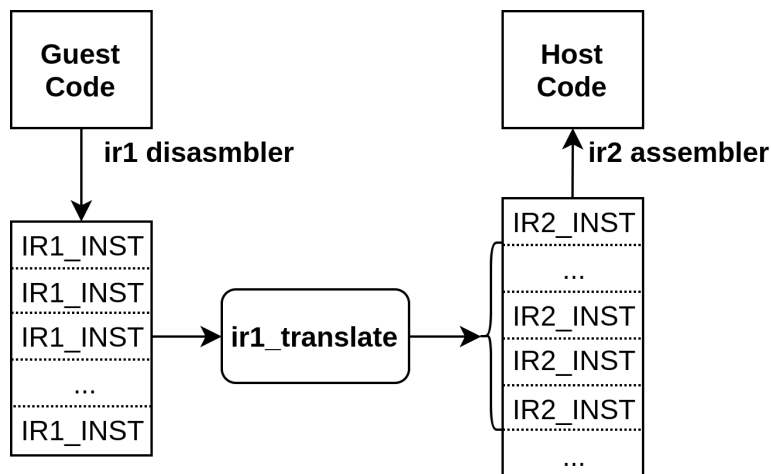 Guest
Code
Host
Code
ir1 disasmbler
ir2 assembler
IR1_INST
IR1_INST
IR1_INST
...
IR1_INST
ir1_translate
IR2_INST
...
IR2_INST
IR2_INST
IR2_INST
...